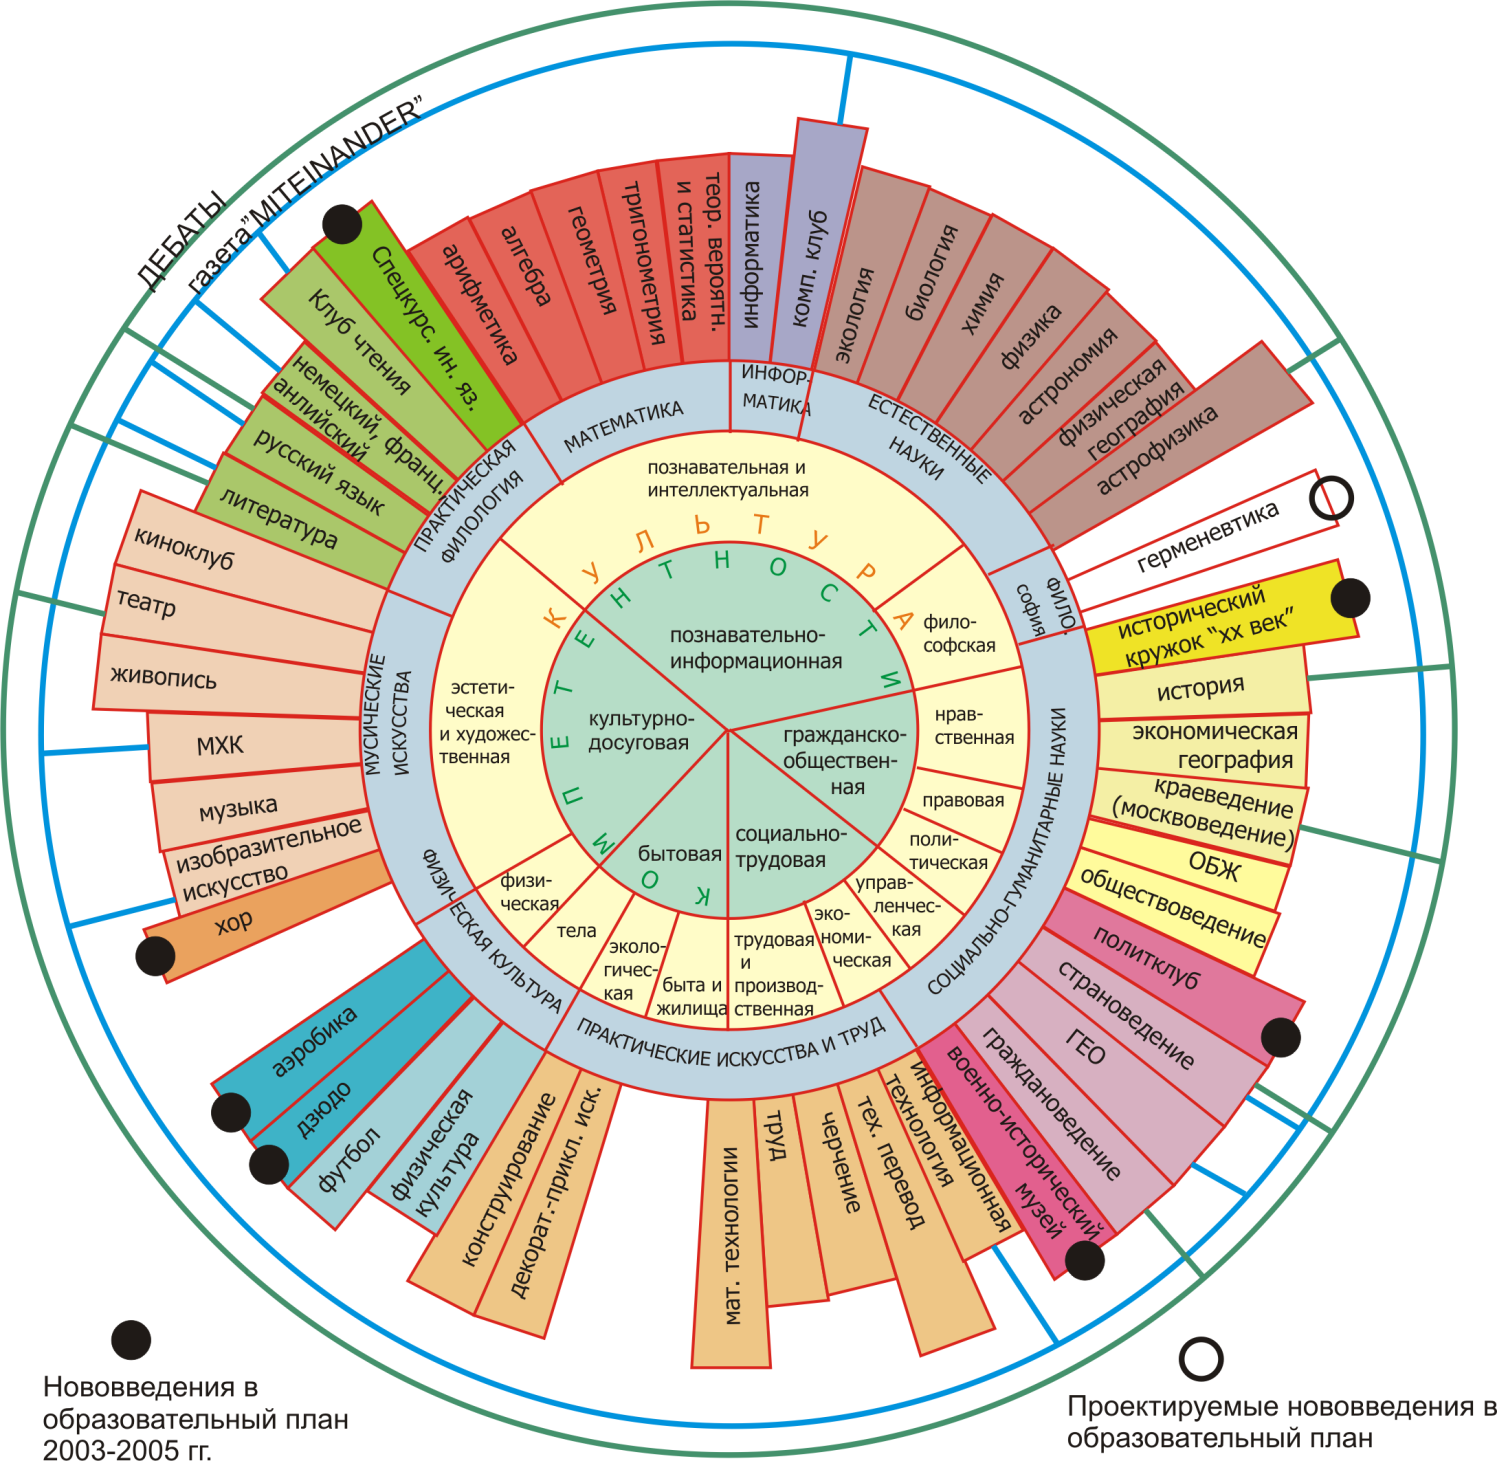 ДЕБАТЫ
газета"MITEINANDER"
Спецкурс. ин. яз.
Клуб чтения
немецкий, франц.
анлийский
русский язык
литература
арифметика
алгебра
геометрия
тригонометрия
теор. вероятн.
и статистика
информатика
комп. клуб
экология
биология
химия
физика
астрономия
физическая
география
астрофизика
герменевтика
исторический
кружок “хх век”
история
экономическая
география
краеведение
(москвоведение)
ОБЖ
обществоведение
политклуб
страноведение
ГЕО
граждановедение
военно-исторический
музей
информационная
технология
тех. перевод
черчение
труд
мат. технологии
декорат.-прикл. иск.
конструирование
физическая
культура
футбол
дзюдо
аэробика
хор
изобразительное
искусство
музыка
МХК
живопись
театр
киноклуб
ПРАКТИЧЕСКАЯ
ФИЛОЛОГИЯ
МАТЕМАТИКА
ИНФОР-
МАТИКА
ЕСТЕСТВЕННЫЕ
НАУКИ
ФИЛО.
софия
СОЦИАЛЬНО-ГУМАНИТАРНЫЕ НАУКИ
ПРАКТИЧЕСКИЕ ИСКУССТВА И ТРУД
ФИЗИЧЕСКАЯ КУЛЬТУРА
МУСИЧЕСКИЕ
ИСКУССТВА
познавательная и
интеллектуальная
КУЛЬТУРА
фило-
софская
нрав-
ственная
правовая
поли-
тическая
управ-
ленчес-
кая
эко-
номи-
ческая
трудовая
и
производ-
ственная
быта и
жилища
эколо-
гичес-
кая
тела
физи-
ческая
эстети-
ческая
и художес-
твенная
КОМПЕТЕНТНОСТИ
познавательно-
информационная
культурно-
досуговая
гражданско-
обществен-
ная
социально-
трудовая
бытовая
Нововведения в
образовательный план
2003-2005 гг.
Проектируемые нововведения в
образовательный план